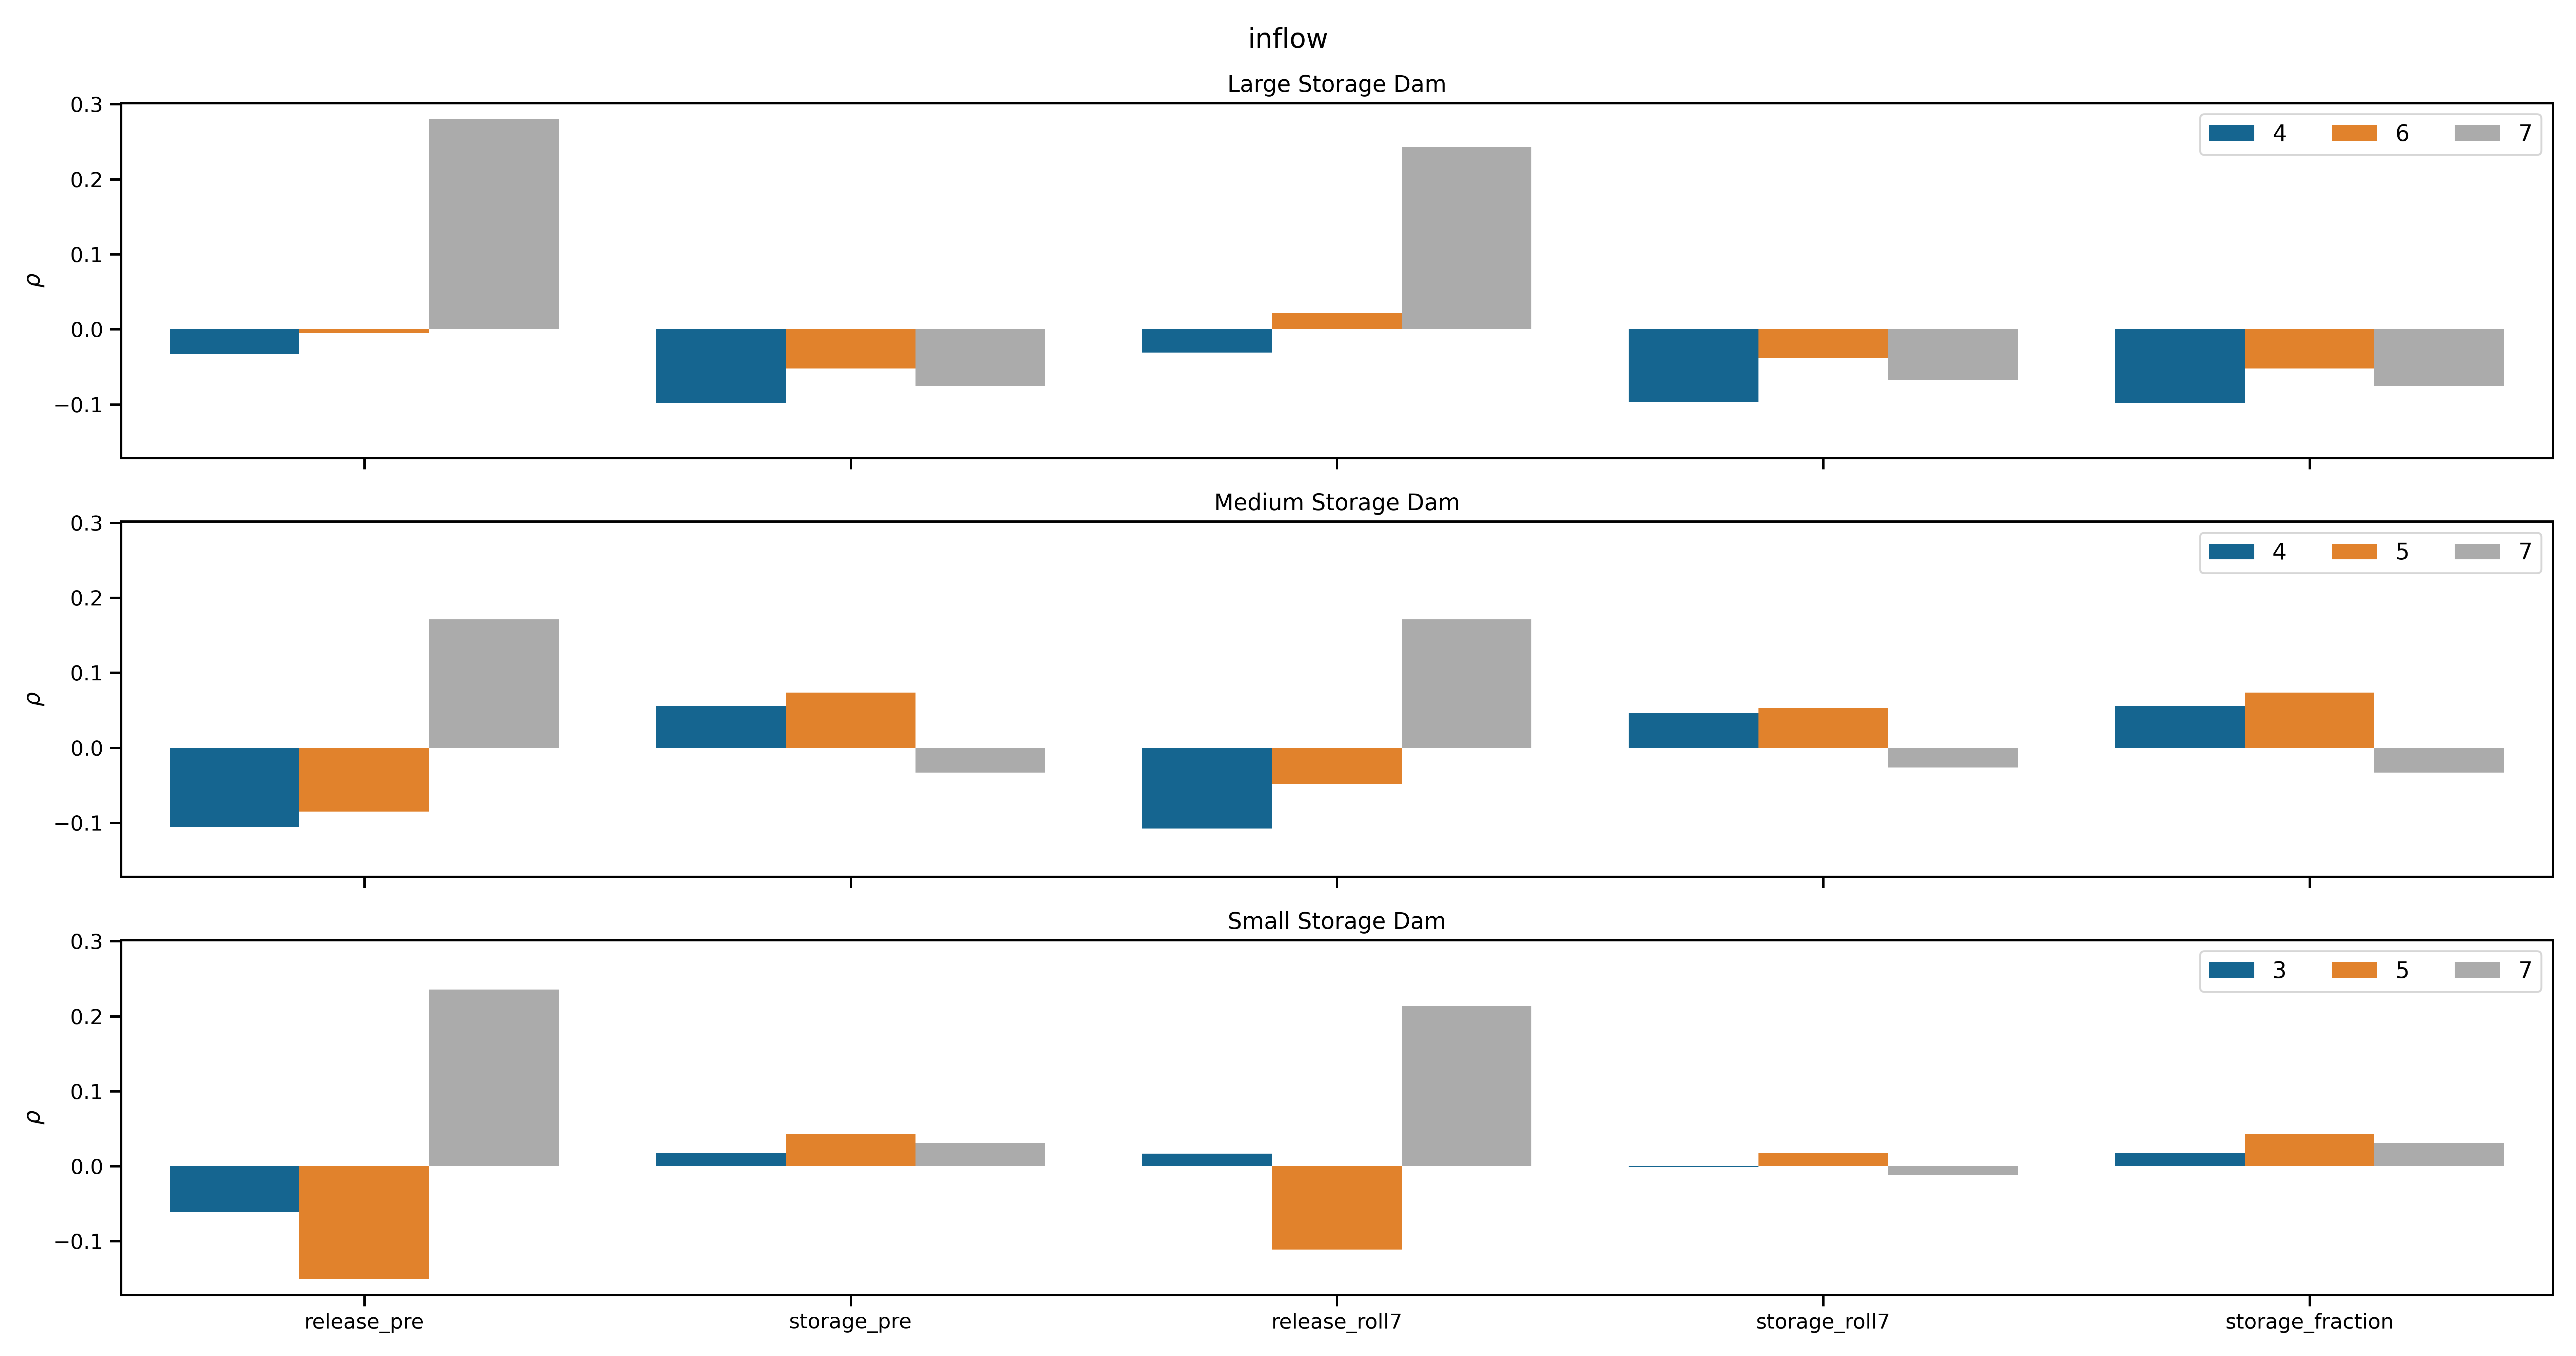 inflow
Large Storage Dam
0.3
0.2
0.1
0.0
−0.1
ρ
4 6 7
Medium Storage Dam
0.3
0.2
0.1
0.0
−0.1
ρ
4 5 7
Small Storage Dam
0.3
0.2
0.1
0.0
−0.1
ρ
3 5 7
release_pre storage_pre release_roll7 storage_roll7 storage_fraction